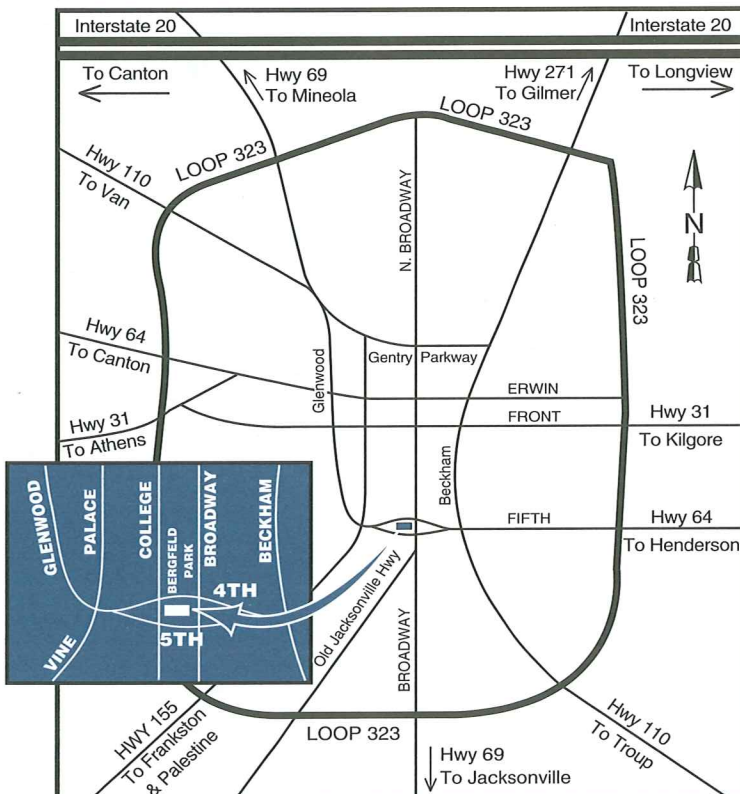 Interstate 20
Interstate 20
To Canton
Hwy 69
To Mineola
Hwy 271
To Gilmer
To Longview
LOOP 323
LOOP 323
Hwy 110
To Van
N. BROADWAY
N
LOOP 323
Hwy 64
To Canton
Glenwood
Gentry Parkway
ERWIN
Hwy 31
To Athens
FRONT
Hwy 31
To Kilgore
Beckham
FIFTH
Hwy 64
To Henderson
GLENWOOD
PALACE
COLLEGE
BERGFELD
PARK
BROADWAY
BECKHAM
4TH
5TH
VINE
Old Jacksonville Hwy
BROADWAY
HWY 155
To Frankston
& Palestine
LOOP 323
Hwy 69
To Jacksonville
Hwy 110
To Troup